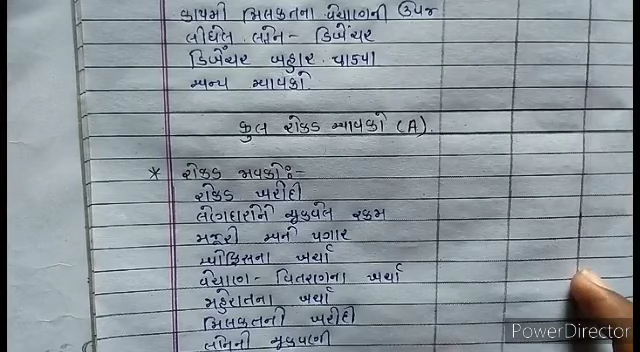 કાયમી મિલકતના વેચાણની ઉપજ
લીધેલ લોન - ડિબેંચર
ડિબેંચર બહાર પાડ્યા
અન્ય આવકો
કુલ રોકડ આવકો (A)
* રોકડ જાવકો:-
રોકડ ખરીદી
લેણદારોને ચૂકવેલ રકમ
મજૂરી અને પગાર
ઓફિસના ખર્ચા
વેચાણ - વિતરણના ખર્ચા
જાહેરાતના ખર્ચા
મિલકતની ખરીદી
લોનની ચૂકવણી
PowerDirector